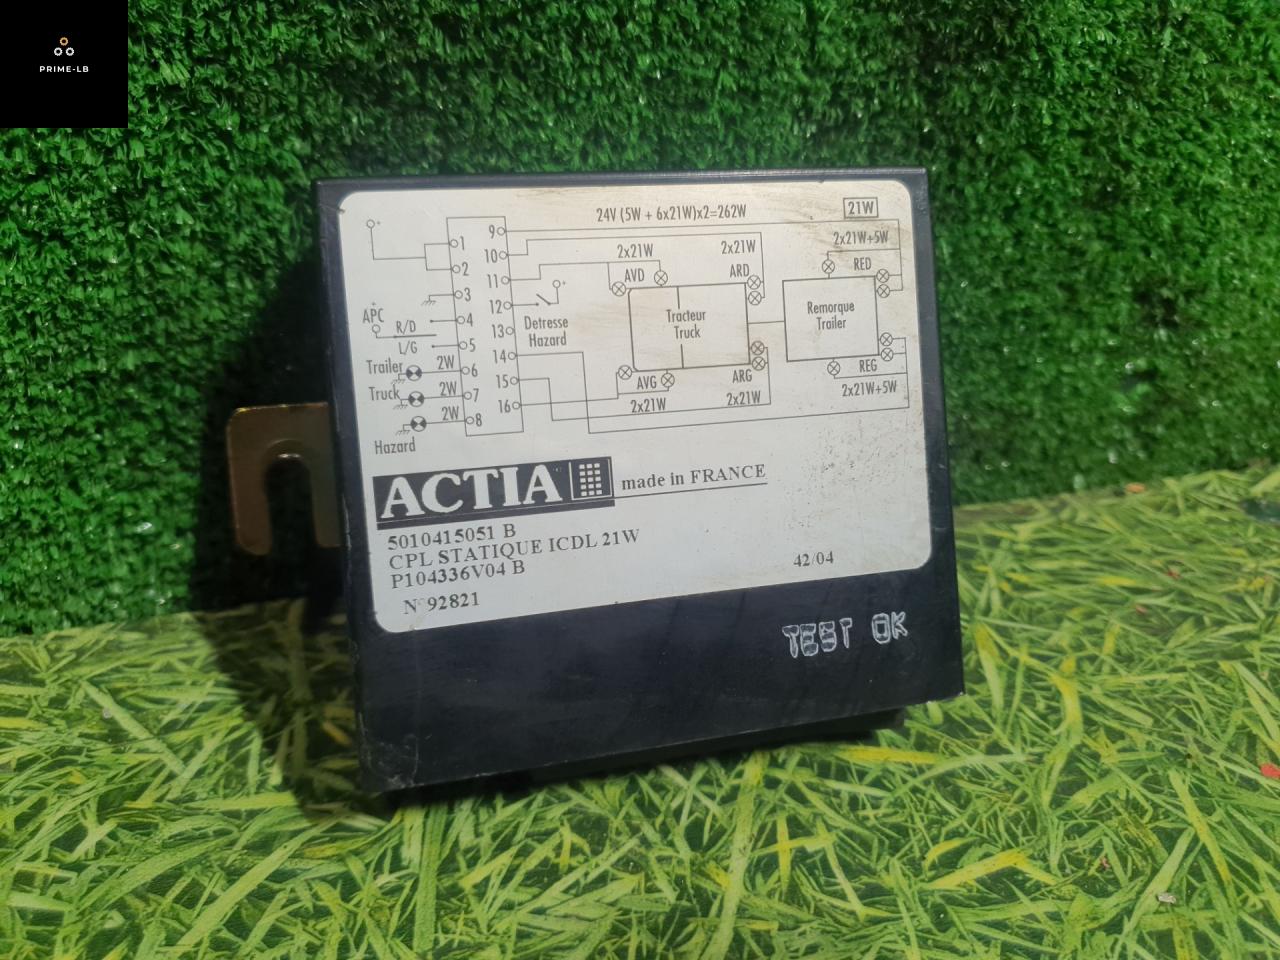 PRIME-LB
24V (5W + 6x21W)x2=262W
21W
+
1
2
3
4
5
6
7
8
9
10
11
12
13
14
15
16
2x21W
2x21W
2x21W+5W
AVD
ARD
RED
+
APC
+
R/D
L/G
Detresse
Hazard
Tracteur
Truck
Remorque
Trailer
Trailer
2W
Truck
2W
2W
Hazard
AVG
ARG
REG
2x21W
2x21W
2x21W+5W
ACTIA
made in FRANCE
5010415051 B
CPL STATIQUE ICDL 21W
P104336V04 B
42/04
N°92821
TEST OK